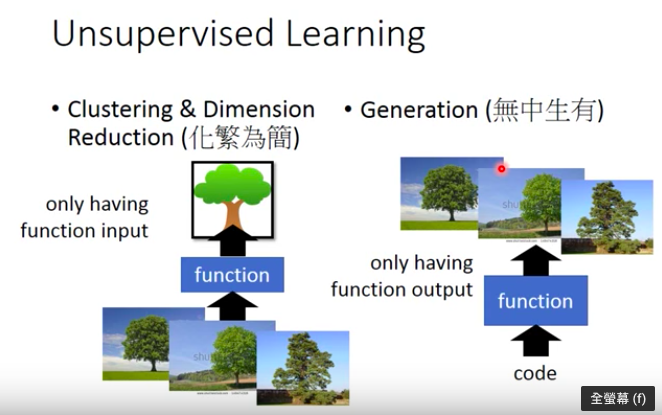 Unsupervised Learning
• Clustering & Dimension
Reduction (化繁為簡)
only having
function input
function
• Generation (無中生有)
only having
function output
function
code
全螢幕 (f)